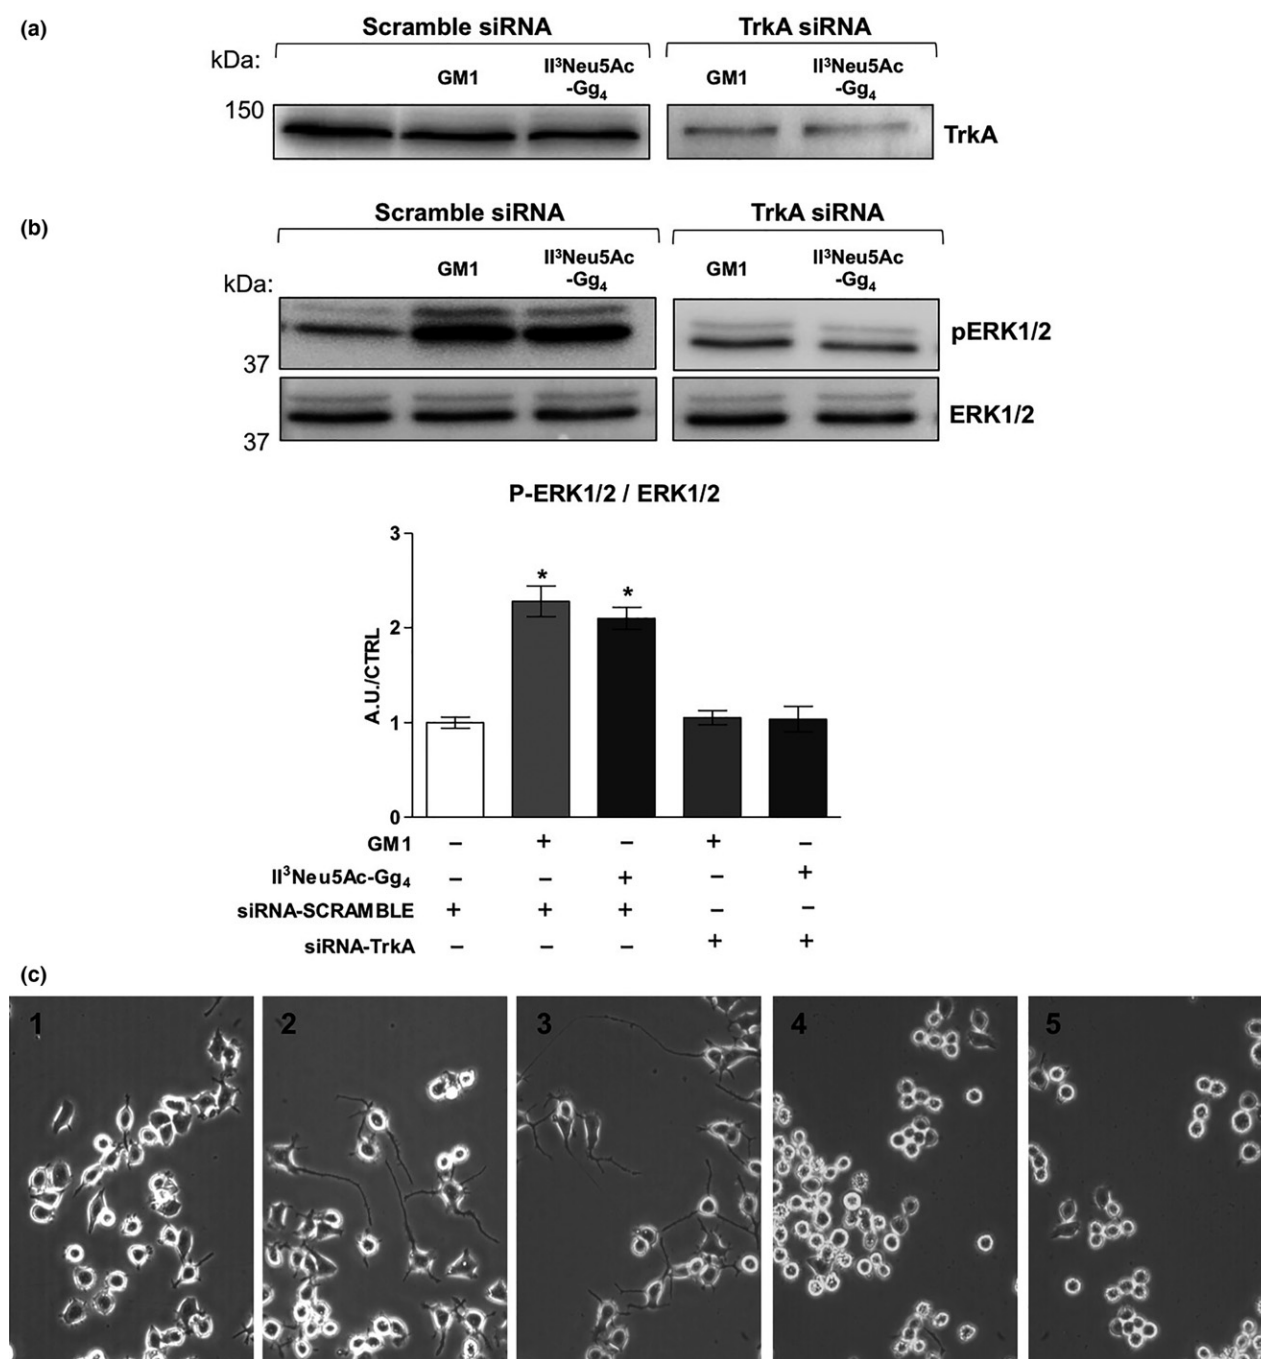 (a)
Scramble siRNA TrkA siRNA
kDa: GM1 II³Neu5Ac GM1 II³Neu5Ac
-Gg₄ -Gg₄
150
TrkA
(b)
Scramble siRNA TrkA siRNA
kDa: GM1 II³Neu5Ac GM1 II³Neu5Ac
-Gg₄ -Gg₄
pERK1/2
37
ERK1/2
37
P-ERK1/2 / ERK1/2
3
* *
2
A.U./CTRL
1
0
GM1 – + – + –
II³Neu5Ac-Gg₄ – – + – +
siRNA-SCRAMBLE + + + – –
siRNA-TrkA – – – + +
(c)
1 2 3 4 5